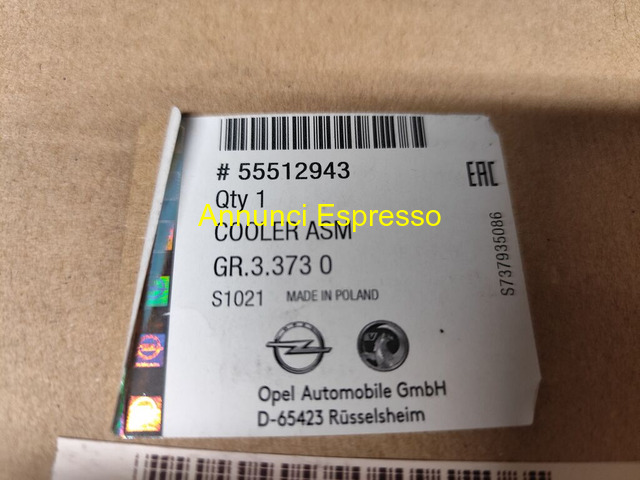 # 55512943
EAC
Qty 1
Annunci Espresso
COOLER ASM
GR.3.373 0
S1021 MADE IN POLAND
S737935086
Opel Automobile GmbH
D-65423 Rüsselsheim